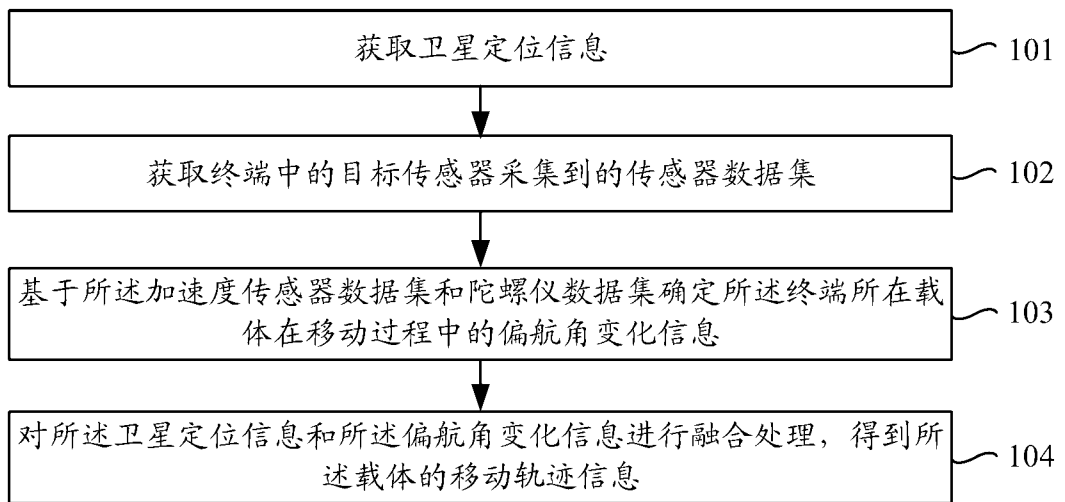 获取卫星定位信息
101
获取终端中的目标传感器采集到的传感器数据集
102
基于所述加速度传感器数据集和陀螺仪数据集确定所述终端所在载
体在移动过程中的偏航角变化信息
103
对所述卫星定位信息和所述偏航角变化信息进行融合处理，得到所
述载体的移动轨迹信息
104